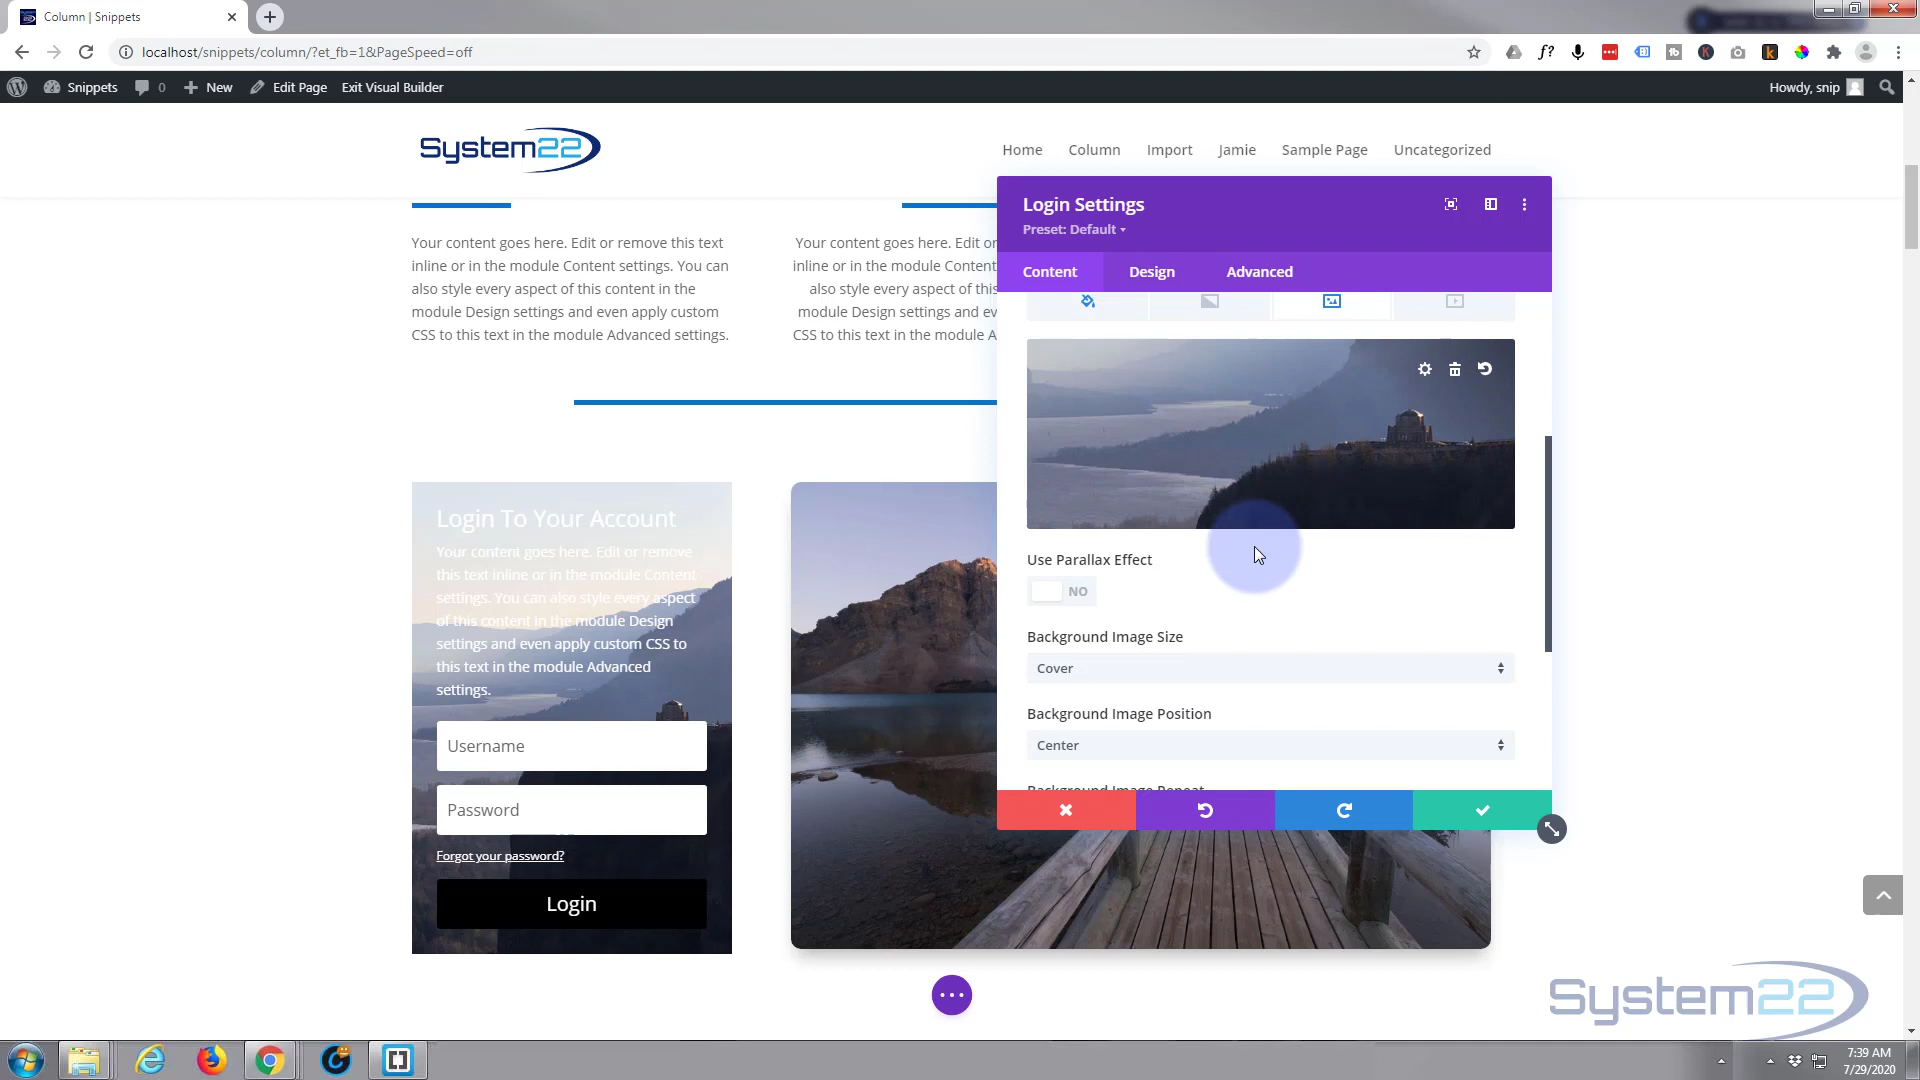 Column | Snippets
localhost/snippets/column/?et_fb=1&PageSpeed=off
Snippets 0 New Edit Page Exit Visual Builder Howdy, snip
System22
Home Column Import Jamie Sample Page Uncategorized
Your content goes here. Edit or remove this text
inline or in the module Content settings. You can
also style every aspect of this content in the
module Design settings and even apply custom
CSS to this text in the module Advanced settings.
Your content goes here. Edit or
inline or in the module Content
also style every aspect of this
module Design settings and
CSS to this text in the module A
Login Settings
Preset: Default
Content Design Advanced
Use Parallax Effect
NO
Background Image Size
Cover
Background Image Position
Center
Background Image Repeat
Login To Your Account
Your content goes here. Edit or remove
this text inline or in the module Content
settings. You can also style every aspect
of this content in the module Design
settings and even apply custom CSS to
this text in the module Advanced
settings.
Username
Password
Forgot your password?
Login
System22
7:39 AM
7/29/2020